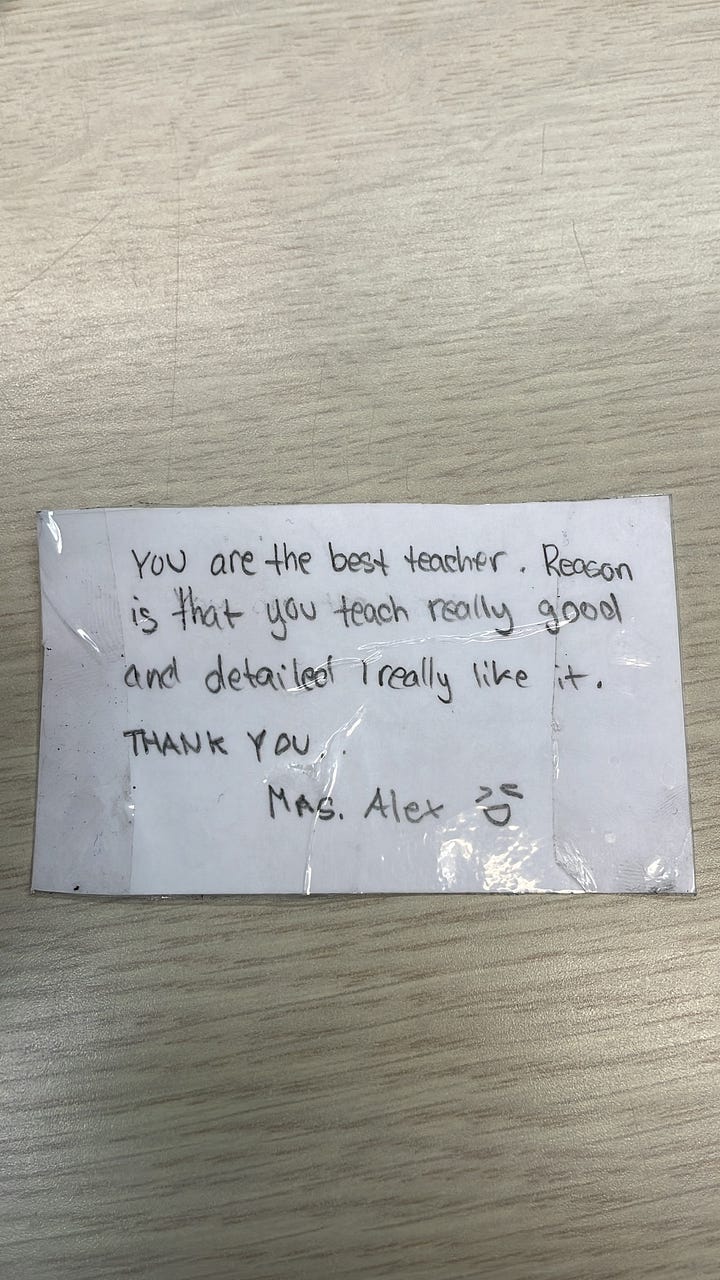 YOU are the best teacher. Reason
is that you teach really good
and detailed I really like it.
THANK YOU.
MRS. Alex